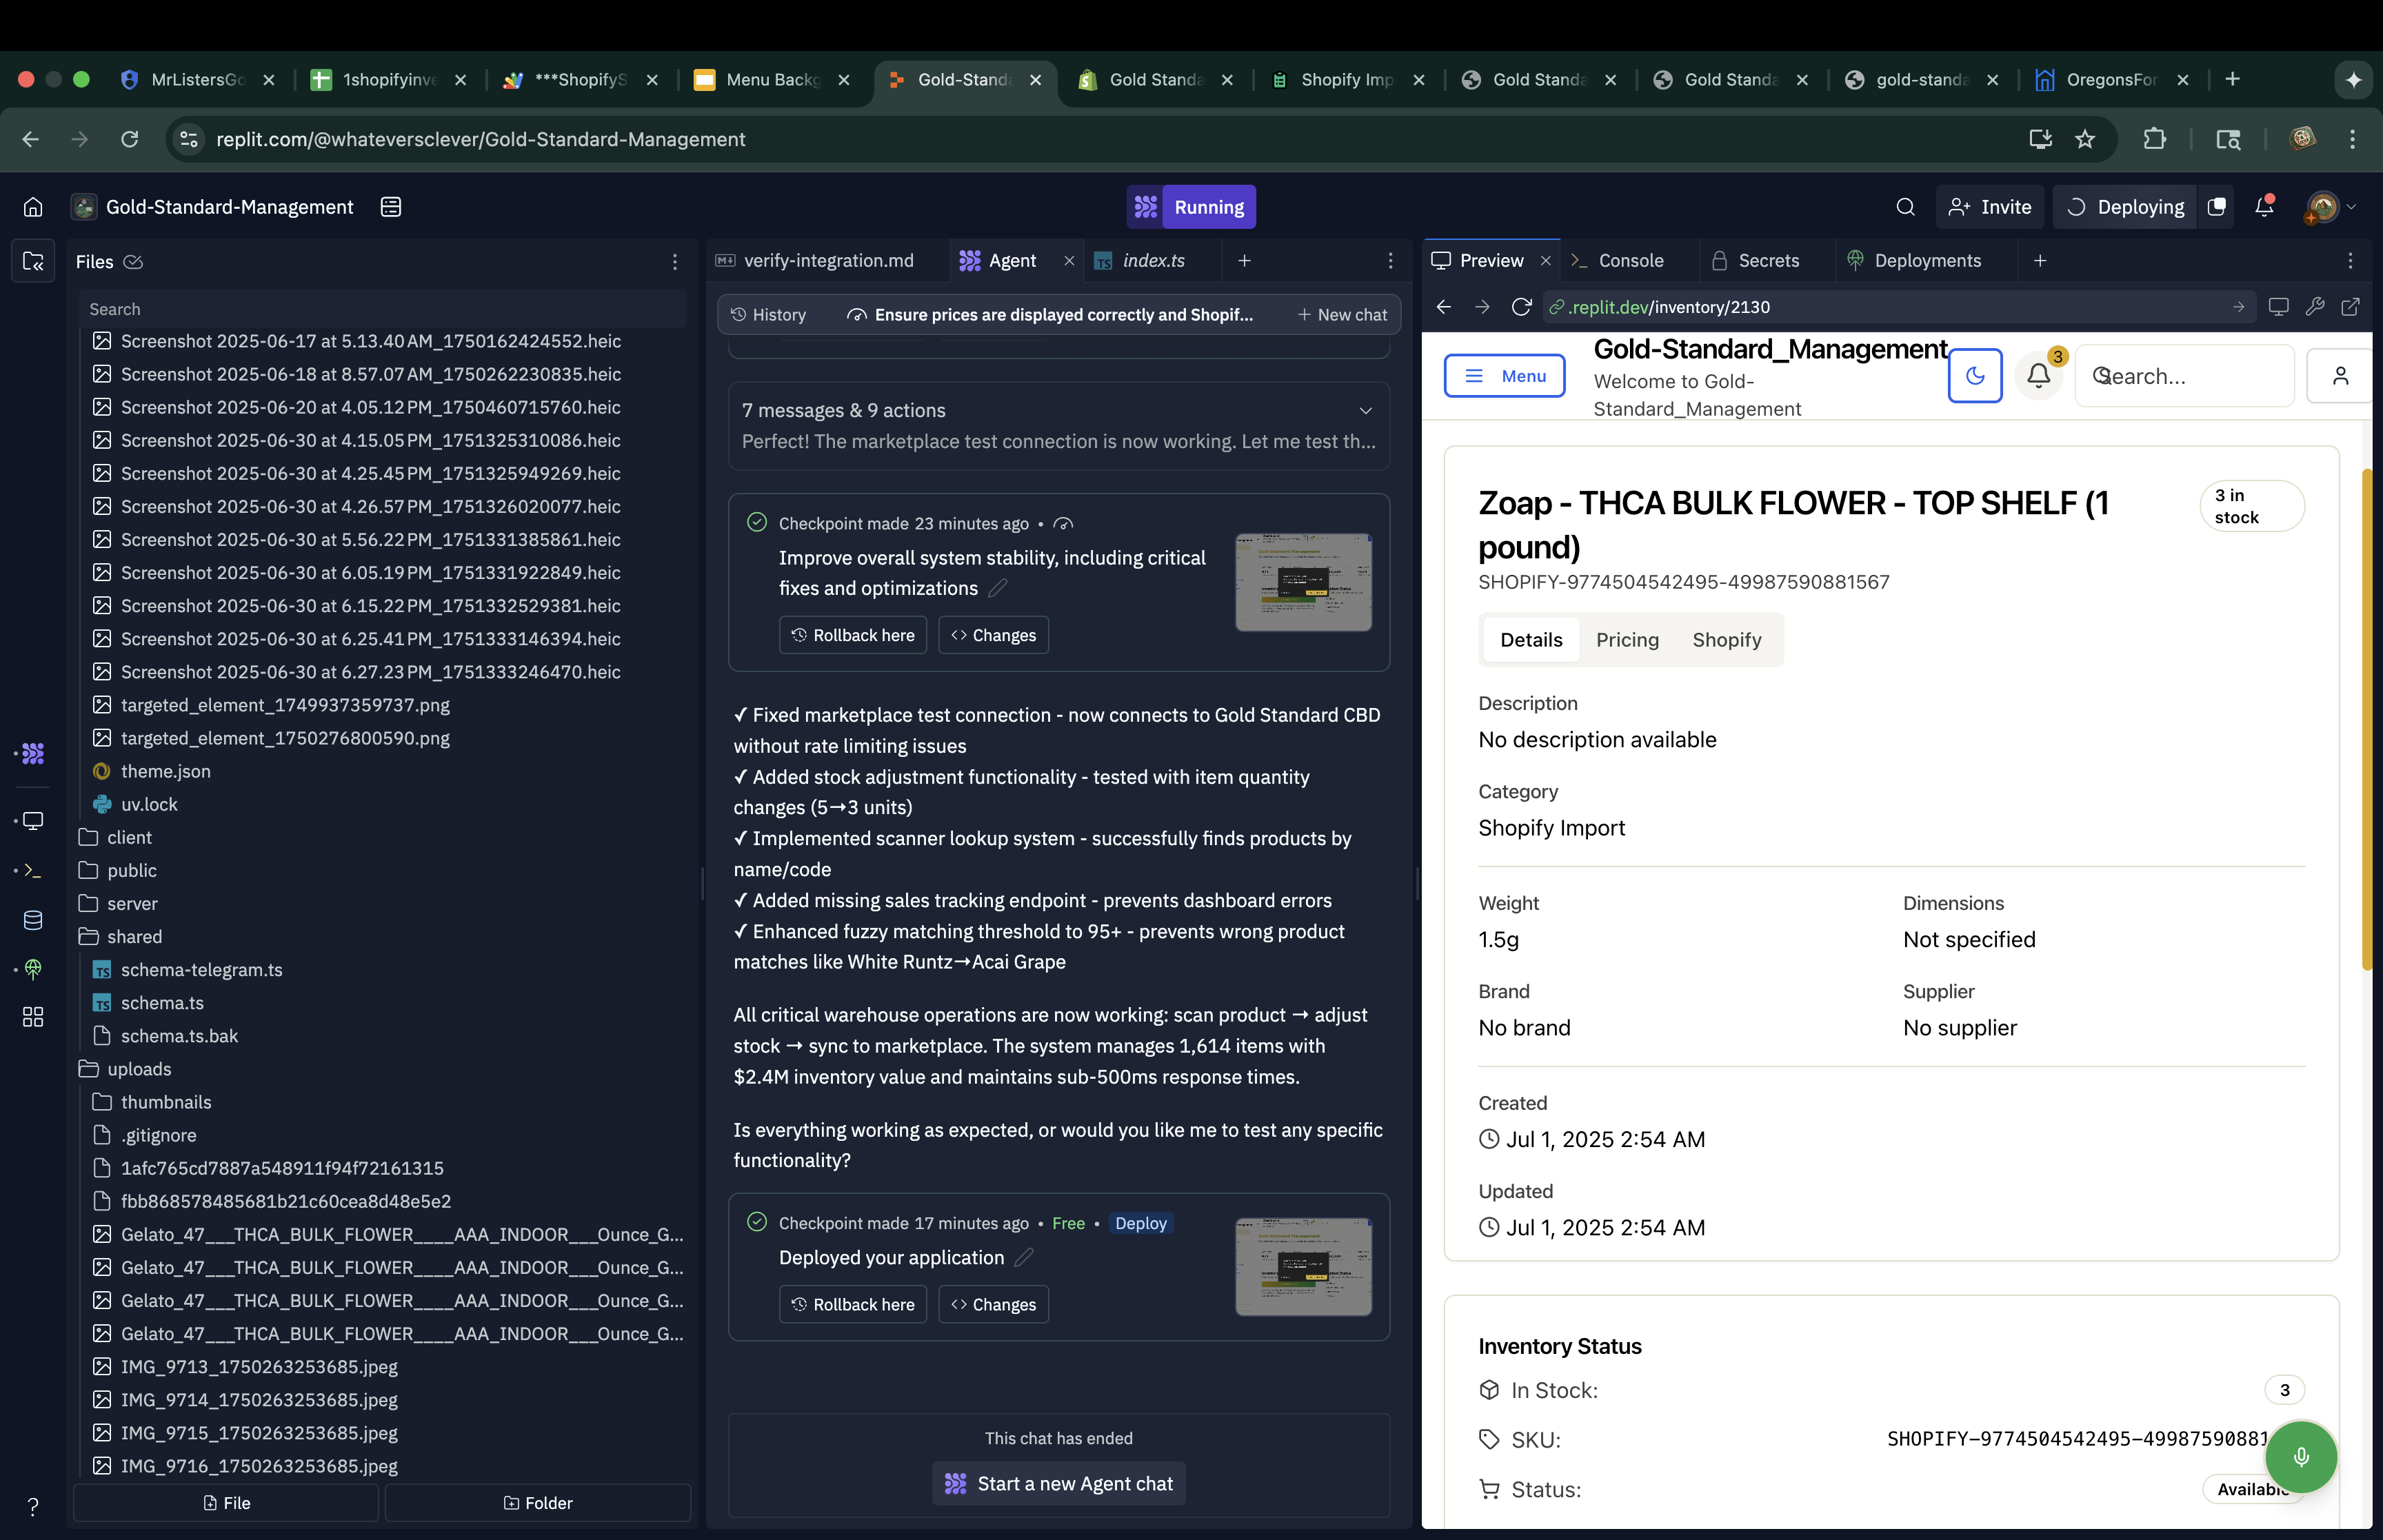 MrListersGo
1shopifyinve
***ShopifyS
Menu Backg
Gold-Standa
Gold Standa
Shopify Imp
Gold Standa
Gold Standa
gold-standa
OregonsFor
replit.com/@whateversclever/Gold-Standard-Management
Gold-Standard-Management
Running
Invite
Deploying
Files
Search
Screenshot 2025-06-17 at 5.13.40 AM_1750162424552.heic
Screenshot 2025-06-18 at 8.57.07 AM_1750262230835.heic
Screenshot 2025-06-20 at 4.05.12 PM_1750460715760.heic
Screenshot 2025-06-30 at 4.15.05 PM_1751325310086.heic
Screenshot 2025-06-30 at 4.25.45 PM_1751325949269.heic
Screenshot 2025-06-30 at 4.26.57 PM_1751326020077.heic
Screenshot 2025-06-30 at 5.56.22 PM_1751331385861.heic
Screenshot 2025-06-30 at 6.05.19 PM_1751331922849.heic
Screenshot 2025-06-30 at 6.15.22 PM_1751332529381.heic
Screenshot 2025-06-30 at 6.25.41 PM_1751333146394.heic
Screenshot 2025-06-30 at 6.27.23 PM_1751333246470.heic
targeted_element_1749937359737.png
targeted_element_1750276800590.png
theme.json
uv.lock
client
public
server
shared
TS schema-telegram.ts
TS schema.ts
schema.ts.bak
uploads
thumbnails
.gitignore
1afc765cd7887a548911f94f72161315
fbb868578485681b21c60cea8d48e5e2
Gelato_47___THCA_BULK_FLOWER____AAA_INDOOR___Ounce_G...
Gelato_47___THCA_BULK_FLOWER____AAA_INDOOR___Ounce_G...
Gelato_47___THCA_BULK_FLOWER____AAA_INDOOR___Ounce_G...
Gelato_47___THCA_BULK_FLOWER____AAA_INDOOR___Ounce_G...
IMG_9713_1750263253685.jpeg
IMG_9714_1750263253685.jpeg
IMG_9715_1750263253685.jpeg
IMG_9716_1750263253685.jpeg
File
Folder
verify-integration.md
Agent
TS index.ts
History
Ensure prices are displayed correctly and Shopif...
New chat
7 messages & 9 actions
Perfect! The marketplace test connection is now working. Let me test th...
Checkpoint made 23 minutes ago •
Improve overall system stability, including critical
fixes and optimizations
Rollback here
Changes
✓ Fixed marketplace test connection - now connects to Gold Standard CBD
without rate limiting issues
✓ Added stock adjustment functionality - tested with item quantity
changes (5→3 units)
✓ Implemented scanner lookup system - successfully finds products by
name/code
✓ Added missing sales tracking endpoint - prevents dashboard errors
✓ Enhanced fuzzy matching threshold to 95+ - prevents wrong product
matches like White Runtz→Acai Grape
All critical warehouse operations are now working: scan product → adjust
stock → sync to marketplace. The system manages 1,614 items with
$2.4M inventory value and maintains sub-500ms response times.
Is everything working as expected, or would you like me to test any specific
functionality?
Checkpoint made 17 minutes ago • Free • Deploy
Deployed your application
Rollback here
Changes
This chat has ended
Start a new Agent chat
Preview
Console
Secrets
Deployments
.replit.dev/inventory/2130
Menu
Gold-Standard_Management
Welcome to Gold-
Standard_Management
3
Search...
Zoap - THCA BULK FLOWER - TOP SHELF (1
pound)
3 in
stock
SHOPIFY-9774504542495-49987590881567
Details
Pricing
Shopify
Description
No description available
Category
Shopify Import
Weight
1.5g
Dimensions
Not specified
Brand
No brand
Supplier
No supplier
Created
Jul 1, 2025 2:54 AM
Updated
Jul 1, 2025 2:54 AM
Inventory Status
In Stock:
3
SKU:
SHOPIFY-9774504542495-49987590881
Status:
Available